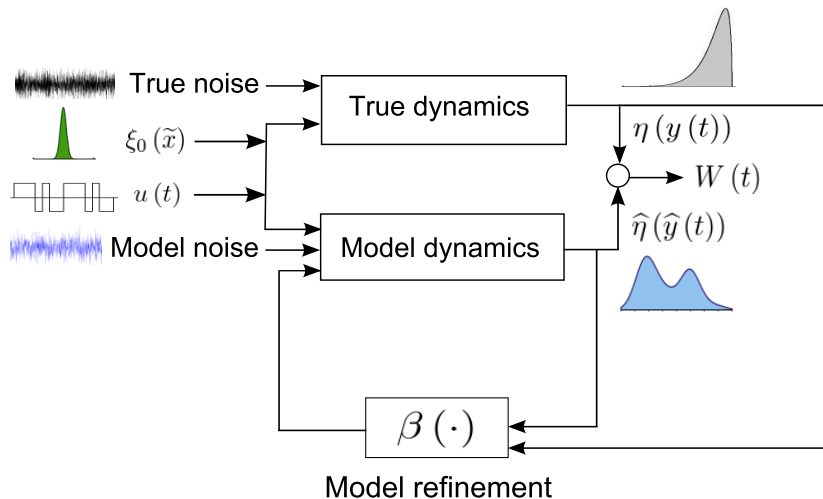 True noise
True dynamics
ξ₀ (x̃)
η (y (t))
u (t)
W (t)
Model noise
Model dynamics
η̂ (ŷ (t))
β (·)
Model refinement